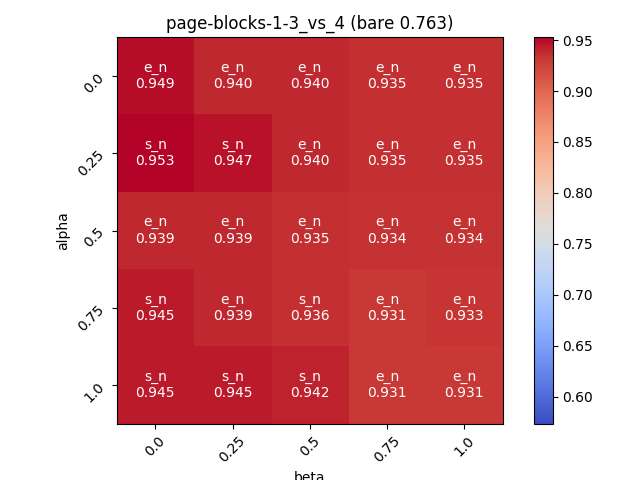 page-blocks-1-3_vs_4 (bare 0.763)
alpha
0.0
0.25
0.5
0.75
1.0
e_n e_n e_n e_n e_n
0.949 0.940 0.940 0.935 0.935
s_n s_n e_n e_n e_n
0.953 0.947 0.940 0.935 0.935
e_n e_n e_n e_n e_n
0.939 0.939 0.935 0.934 0.934
s_n e_n s_n e_n e_n
0.945 0.939 0.936 0.931 0.933
s_n s_n s_n e_n e_n
0.945 0.945 0.942 0.931 0.931
0.0 0.25 0.5 0.75 1.0
beta
0.95
0.90
0.85
0.80
0.75
0.70
0.65
0.60